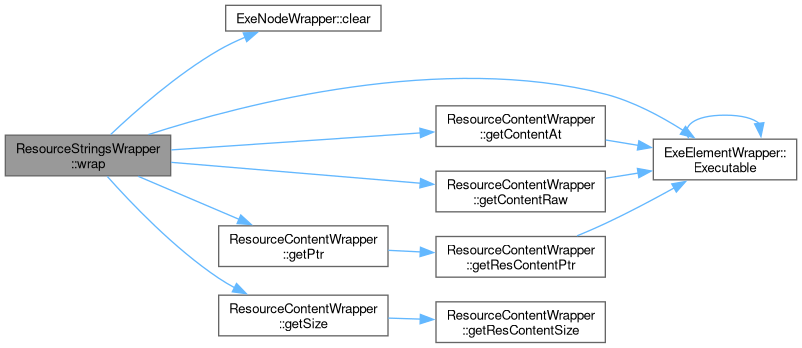 ExeNodeWrapper::clear
ResourceStringsWrapper
::wrap
ResourceContentWrapper
::getContentAt
ExeElementWrapper::
Executable
ResourceContentWrapper
::getContentRaw
ResourceContentWrapper
::getPtr
ResourceContentWrapper
::getResContentPtr
ResourceContentWrapper
::getSize
ResourceContentWrapper
::getResContentSize